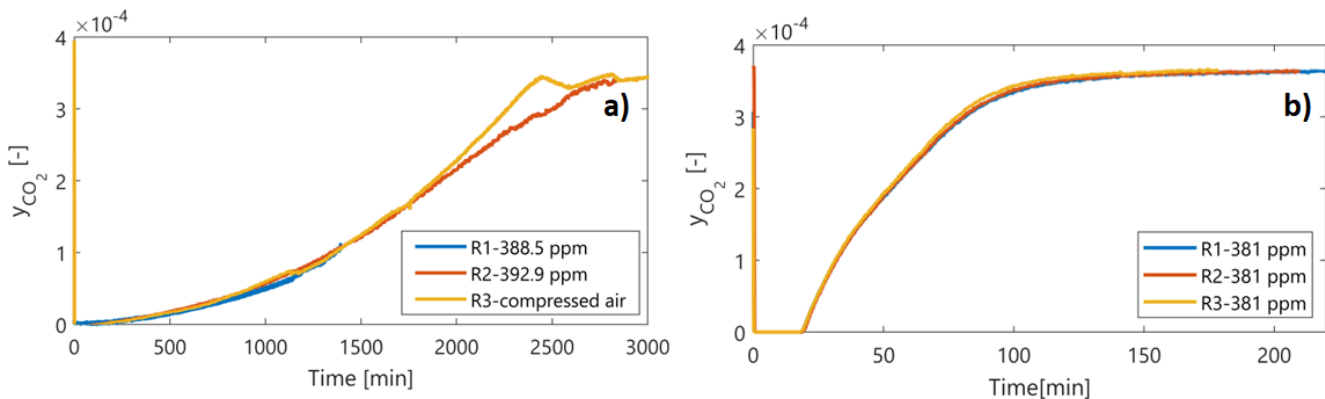 ×10⁻⁴
4
3
2
1
0
y_CO₂ [-]
a)
R1-388.5 ppm
R2-392.9 ppm
R3-compressed air
0 500 1000 1500 2000 2500 3000
Time [min]
×10⁻⁴
4
3
2
1
0
y_CO₂ [-]
b)
R1-381 ppm
R2-381 ppm
R3-381 ppm
0 50 100 150 200
Time[min]